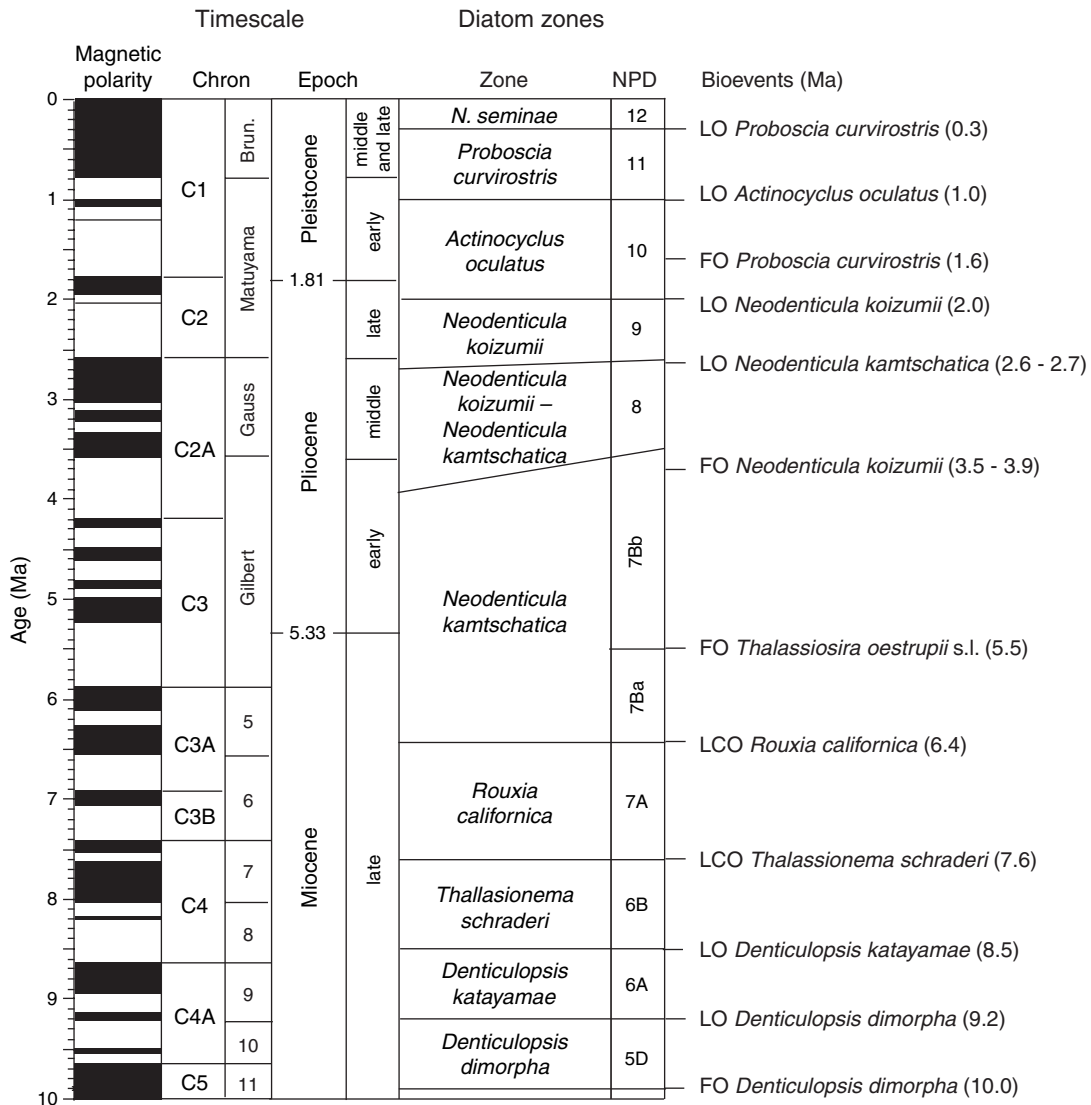 Timescale
Diatom zones
Magnetic
polarity
Chron
Epoch
Zone
NPD
Bioevents (Ma)
Age (Ma)
0
1
2
3
4
5
6
7
8
9
10
C1
C2
C2A
C3
C3A
C3B
C4
C4A
C5
Brun.
Matuyama
Gauss
Gilbert
5
6
7
8
9
10
11
Pleistocene
1.81
Pliocene
5.33
Miocene
middle
and late
early
late
middle
early
late
N. seminae
Proboscia
curvirostris
Actinocyclus
oculatus
Neodenticula
koizumii
Neodenticula
koizumii –
Neodenticula
kamtschatica
Neodenticula
kamtschatica
Rouxia
californica
Thallasionema
schraderi
Denticulopsis
katayamae
Denticulopsis
dimorpha
12
11
10
9
8
7Bb
7Ba
7A
6B
6A
5D
LO Proboscia curvirostris (0.3)
LO Actinocyclus oculatus (1.0)
FO Proboscia curvirostris (1.6)
LO Neodenticula koizumii (2.0)
LO Neodenticula kamtschatica (2.6 - 2.7)
FO Neodenticula koizumii (3.5 - 3.9)
FO Thalassiosira oestrupii s.l. (5.5)
LCO Rouxia californica (6.4)
LCO Thalassionema schraderi (7.6)
LO Denticulopsis katayamae (8.5)
LO Denticulopsis dimorpha (9.2)
FO Denticulopsis dimorpha (10.0)